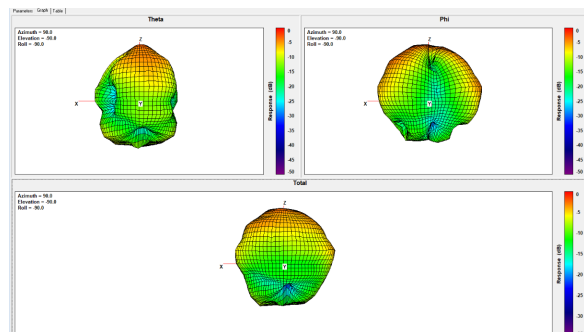 Parametric Graph Table
Theta
Azimuth = 90.0
Elevation = -90.0
Roll = -90.0
Z
X
Y
0
-5
-10
-15
-20
-25
-30
-35
-40
-45
-50
Response (dB)
Phi
Azimuth = 90.0
Elevation = -90.0
Roll = -90.0
Z
X
Y
0
-5
-10
-15
-20
-25
-30
-35
-40
-45
-50
Response (dB)
Total
Azimuth = 90.0
Elevation = -90.0
Roll = -90.0
Z
X
Y
0
-5
-10
-15
-20
-25
-30
Response (dB)